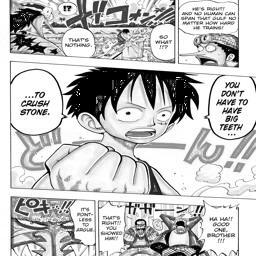 HE'S RIGHT!
AND NO HUMAN
CAN SPAN
THAT GULF
NO MATTER
HOW HARD
HE TRAINS!
SO
WHAT
!?
!?
THAT'S
NOTHING.
YOU
DON'T
HAVE TO
HAVE BIG
TEETH
...
...TO
CRUSH
STONE.
HA HA!!
GOOD
ONE,
BROTHER!
!!!
THAT'S
RIGHT!!
YOU
SHOWED
HIM!!
IT'S
POINT-
LESS
TO
ARGUE.